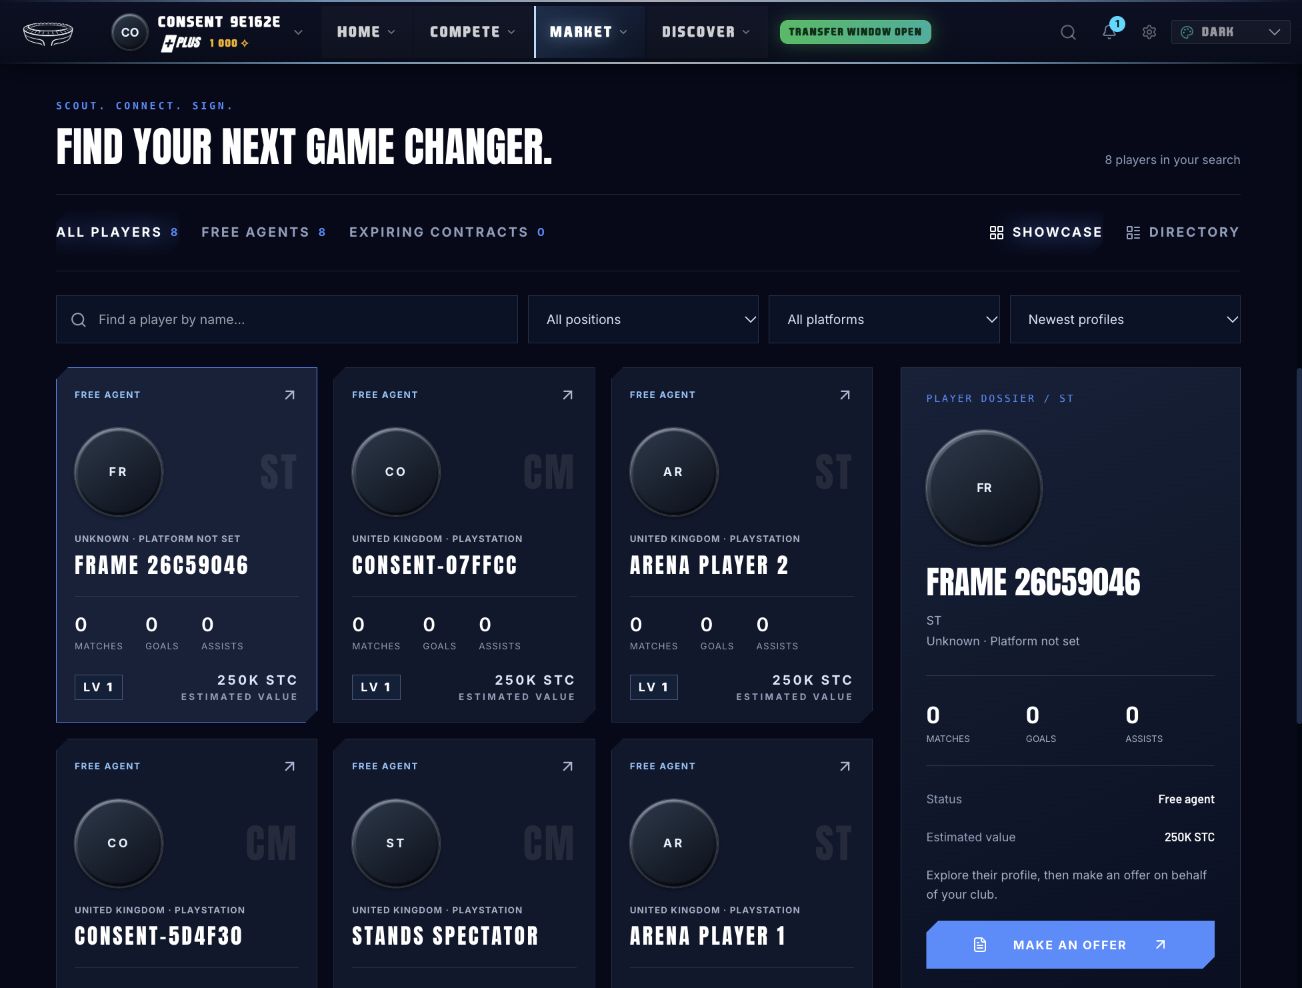 CO
CONSENT 9E162E
PLUS 1 000
HOME
COMPETE
MARKET
DISCOVER
TRANSFER WINDOW OPEN
1
DARK
SCOUT. CONNECT. SIGN.
FIND YOUR NEXT GAME CHANGER.
8 players in your search
ALL PLAYERS 8
FREE AGENTS 8
EXPIRING CONTRACTS 0
SHOWCASE
DIRECTORY
Find a player by name...
All positions
All platforms
Newest profiles
FREE AGENT
FR
ST
UNKNOWN · PLATFORM NOT SET
FRAME 26C59046
0 0 0
MATCHES GOALS ASSISTS
LV 1
250K STC
ESTIMATED VALUE
FREE AGENT
CO
CM
UNITED KINGDOM · PLAYSTATION
CONSENT-07FFCC
0 0 0
MATCHES GOALS ASSISTS
LV 1
250K STC
ESTIMATED VALUE
FREE AGENT
AR
ST
UNITED KINGDOM · PLAYSTATION
ARENA PLAYER 2
0 0 0
MATCHES GOALS ASSISTS
LV 1
250K STC
ESTIMATED VALUE
FREE AGENT
CO
CM
UNITED KINGDOM · PLAYSTATION
CONSENT-5D4F30
FREE AGENT
ST
CM
UNITED KINGDOM · PLAYSTATION
STANDS SPECTATOR
FREE AGENT
AR
ST
UNITED KINGDOM · PLAYSTATION
ARENA PLAYER 1
PLAYER DOSSIER / ST
FR
FRAME 26C59046
ST
Unknown · Platform not set
0 0 0
MATCHES GOALS ASSISTS
Status Free agent
Estimated value 250K STC
Explore their profile, then make an offer on behalf
of your club.
MAKE AN OFFER